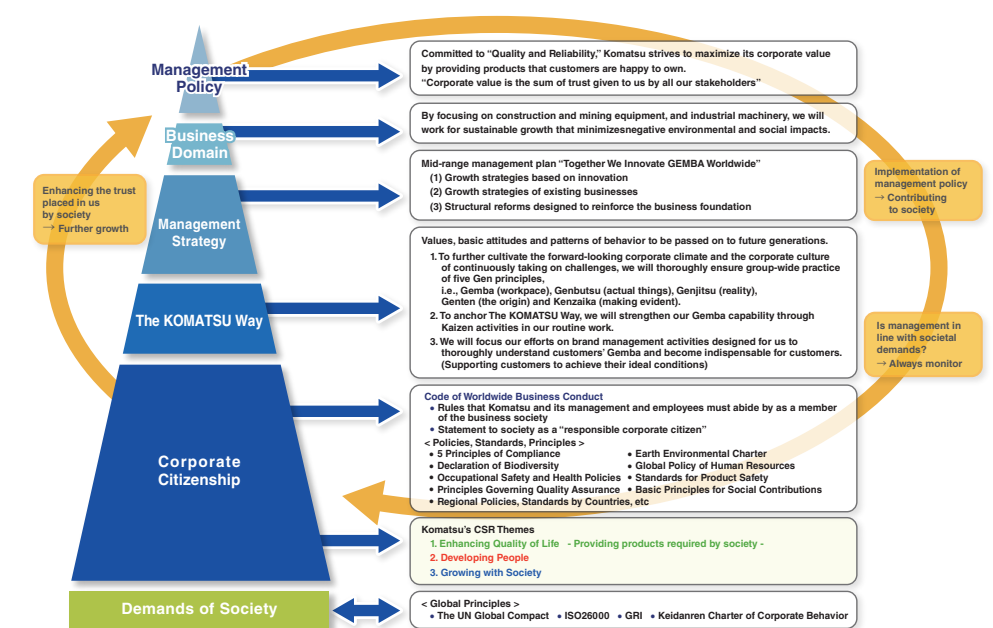 Management
Policy
Committed to “Quality and Reliability,” Komatsu strives to maximize its corporate value
by providing products that customers are happy to own.
“Corporate value is the sum of trust given to us by all our stakeholders”
Business
Domain
By focusing on construction and mining equipment, and industrial machinery, we will
work for sustainable growth that minimizesnegative environmental and social impacts.
Enhancing the trust
placed in us
by society
→ Further growth
Management
Strategy
Mid-range management plan “Together We Innovate GEMBA Worldwide”
(1) Growth strategies based on innovation
(2) Growth strategies of existing businesses
(3) Structural reforms designed to reinforce the business foundation
Implementation of
management policy
→ Contributing
to society
The KOMATSU Way
Values, basic attitudes and patterns of behavior to be passed on to future generations.
1. To further cultivate the forward-looking corporate climate and the corporate culture
of continuously taking on challenges, we will thoroughly ensure group-wide practice
of five Gen principles,
i.e., Gemba (workpace), Genbutsu (actual things), Genjitsu (reality),
Genten (the origin) and Kenzaika (making evident).
2. To anchor The KOMATSU Way, we will strengthen our Gemba capability through
Kaizen activities in our routine work.
3. We will focus our efforts on brand management activities designed for us to
thoroughly understand customers’ Gemba and become indispensable for customers.
(Supporting customers to achieve their ideal conditions)
Is management in
line with societal
demands?
→ Always monitor
Corporate
Citizenship
Code of Worldwide Business Conduct
• Rules that Komatsu and its management and employees must abide by as a member
of the business society
• Statement to society as a “responsible corporate citizen”
< Policies, Standards, Principles >
• 5 Principles of Compliance • Earth Environmental Charter
• Declaration of Biodiversity • Global Policy of Human Resources
• Occupational Safety and Health Policies • Standards for Product Safety
• Principles Governing Quality Assurance • Basic Principles for Social Contributions
• Regional Policies, Standards by Countries, etc
Komatsu’s CSR Themes
1. Enhancing Quality of Life - Providing products required by society -
2. Developing People
3. Growing with Society
Demands of Society
< Global Principles >
• The UN Global Compact • ISO26000 • GRI • Keidanren Charter of Corporate Behavior